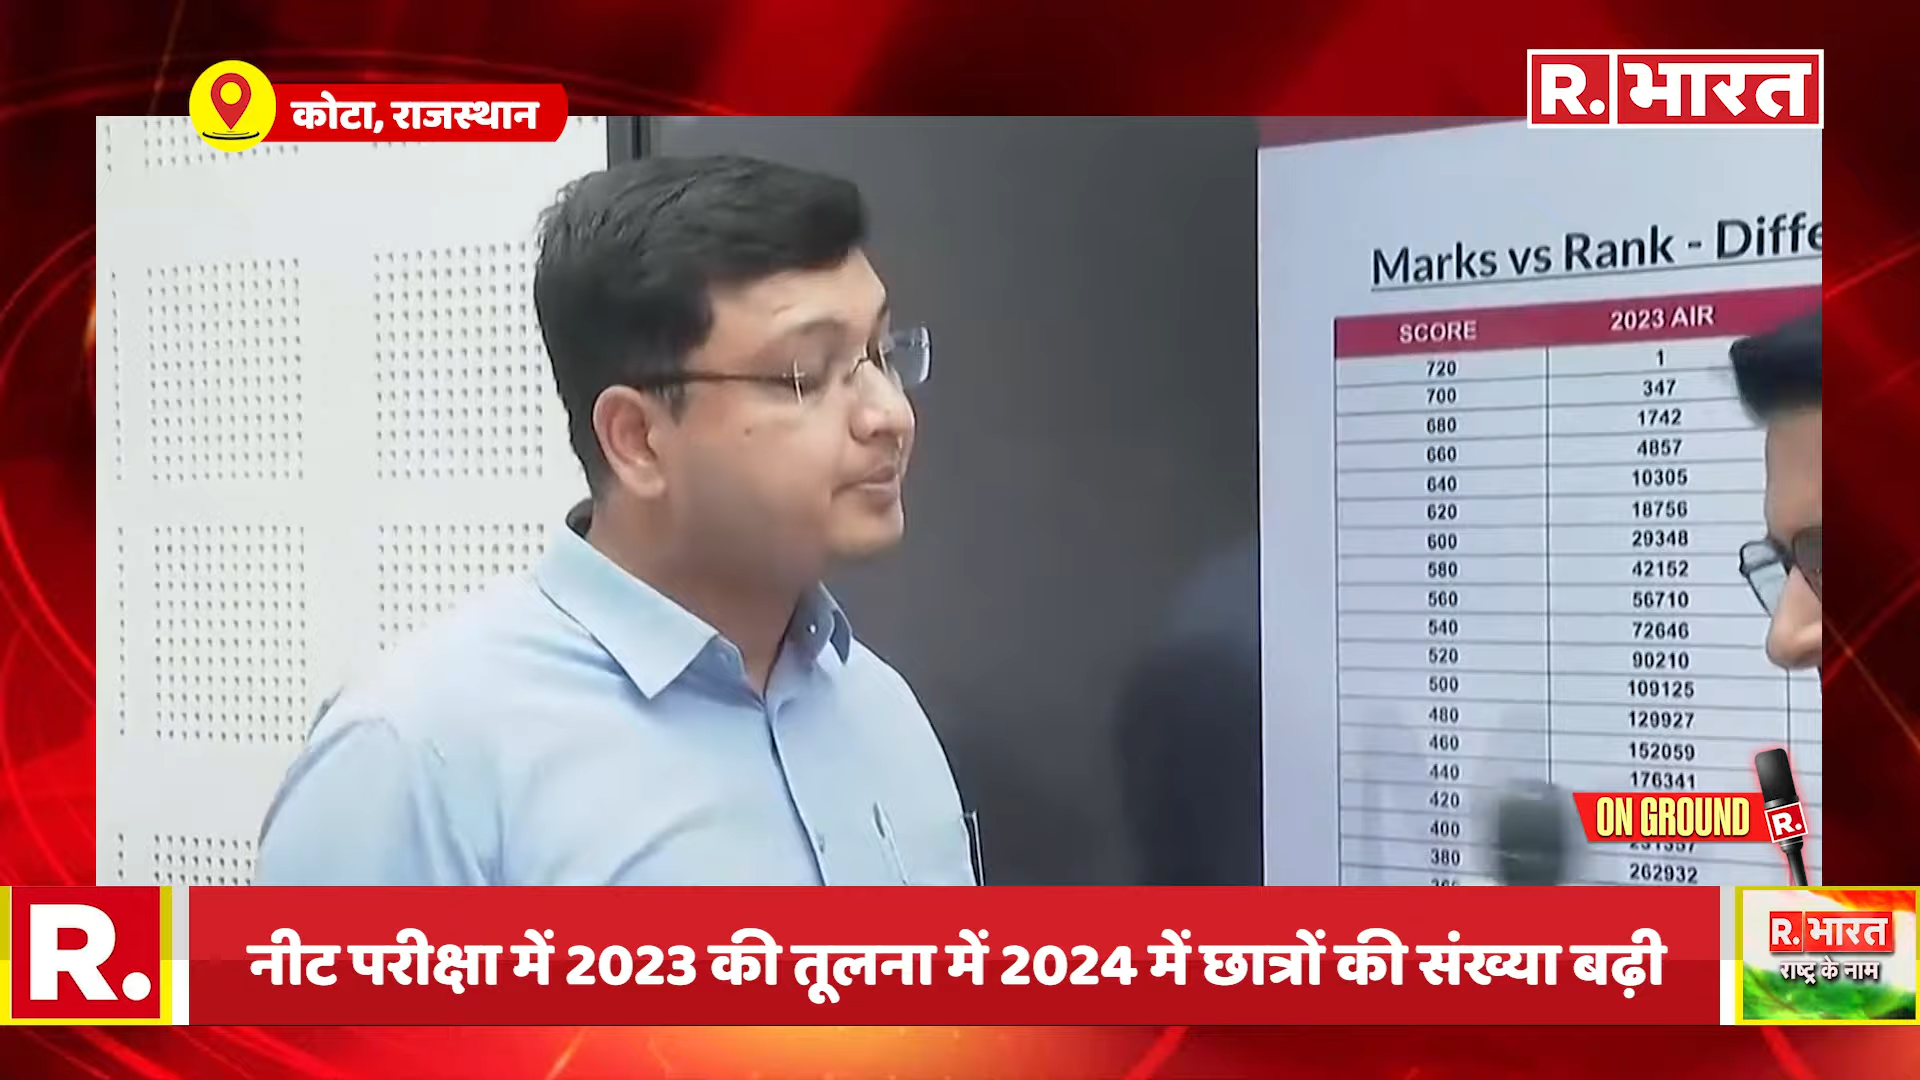 कोटा, राजस्थान
R. भारत
Marks vs Rank - Diffe
SCORE 2023 AIR
720 1
700 347
680 1742
660 4857
640 10305
620 18756
600 29348
580 42152
560 56710
540 72646
520 90210
500 109125
480 129927
460 152059
440 176341
420
400
380 262932
ON GROUND R.
R.
नीट परीक्षा में 2023 की तुलना में 2024 में छात्रों की संख्या बढ़ी
R. भारत
राष्ट्र के नाम